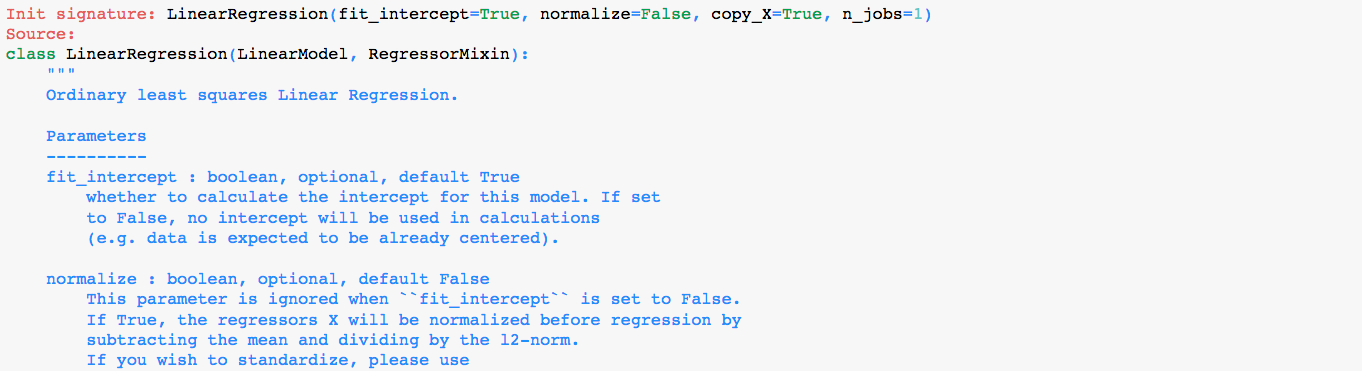 Init signature: LinearRegression(fit_intercept=True, normalize=False, copy_X=True, n_jobs=1)
Source:
class LinearRegression(LinearModel, RegressorMixin):
    """
    Ordinary least squares Linear Regression.

    Parameters
    ----------
    fit_intercept : boolean, optional, default True
        whether to calculate the intercept for this model. If set
        to False, no intercept will be used in calculations
        (e.g. data is expected to be already centered).

    normalize : boolean, optional, default False
        This parameter is ignored when ``fit_intercept`` is set to False.
        If True, the regressors X will be normalized before regression by
        subtracting the mean and dividing by the l2-norm.
        If you wish to standardize, please use